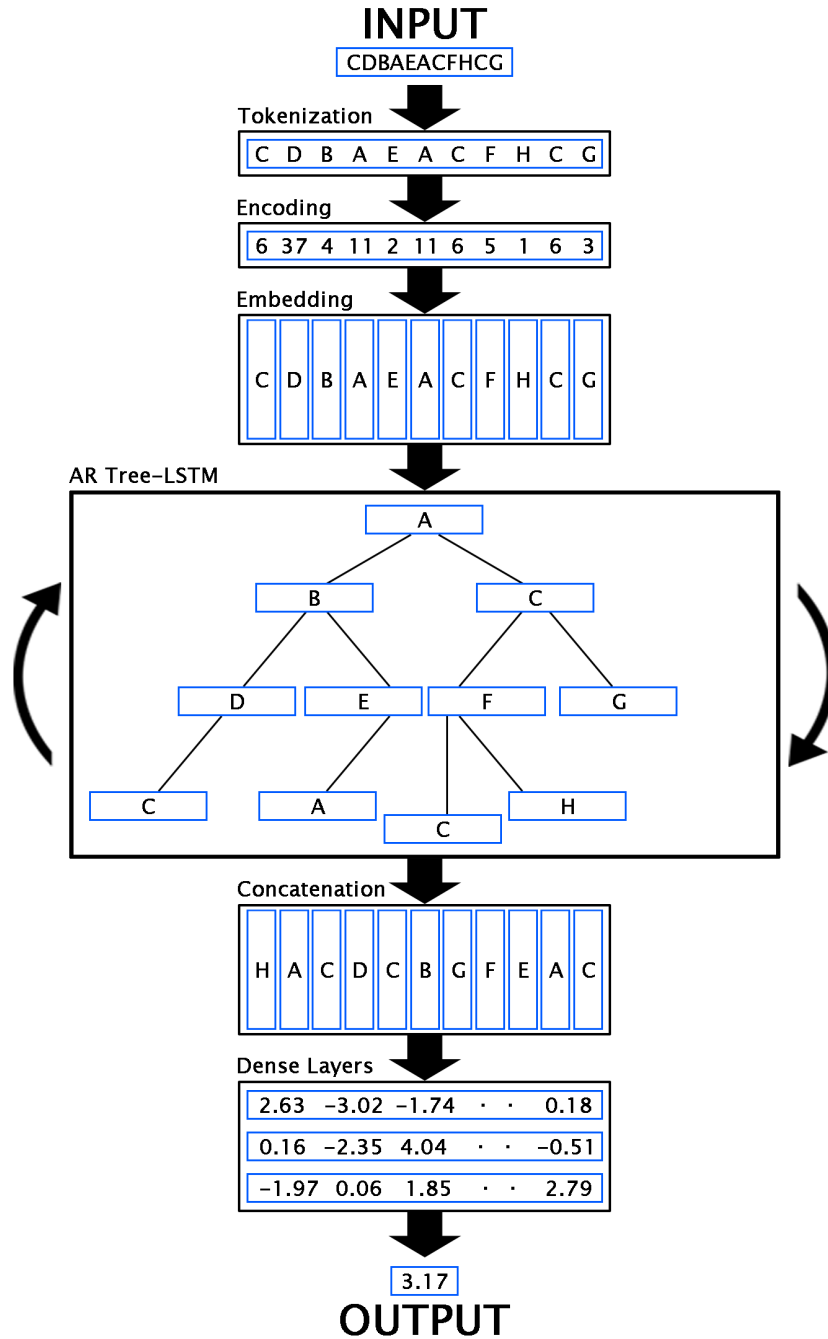 INPUT
CDBAEACFHCG
Tokenization
C D B A E A C F H C G
Encoding
6 37 4 11 2 11 6 5 1 6 3
Embedding
C D B A E A C F H C G
AR Tree-LSTM
A
B C
D E F G
C A H
C
Concatenation
H A C D C B G F E A C
Dense Layers
2.63 -3.02 -1.74 · · 0.18
0.16 -2.35 4.04 · · -0.51
-1.97 0.06 1.85 · · 2.79
3.17
OUTPUT